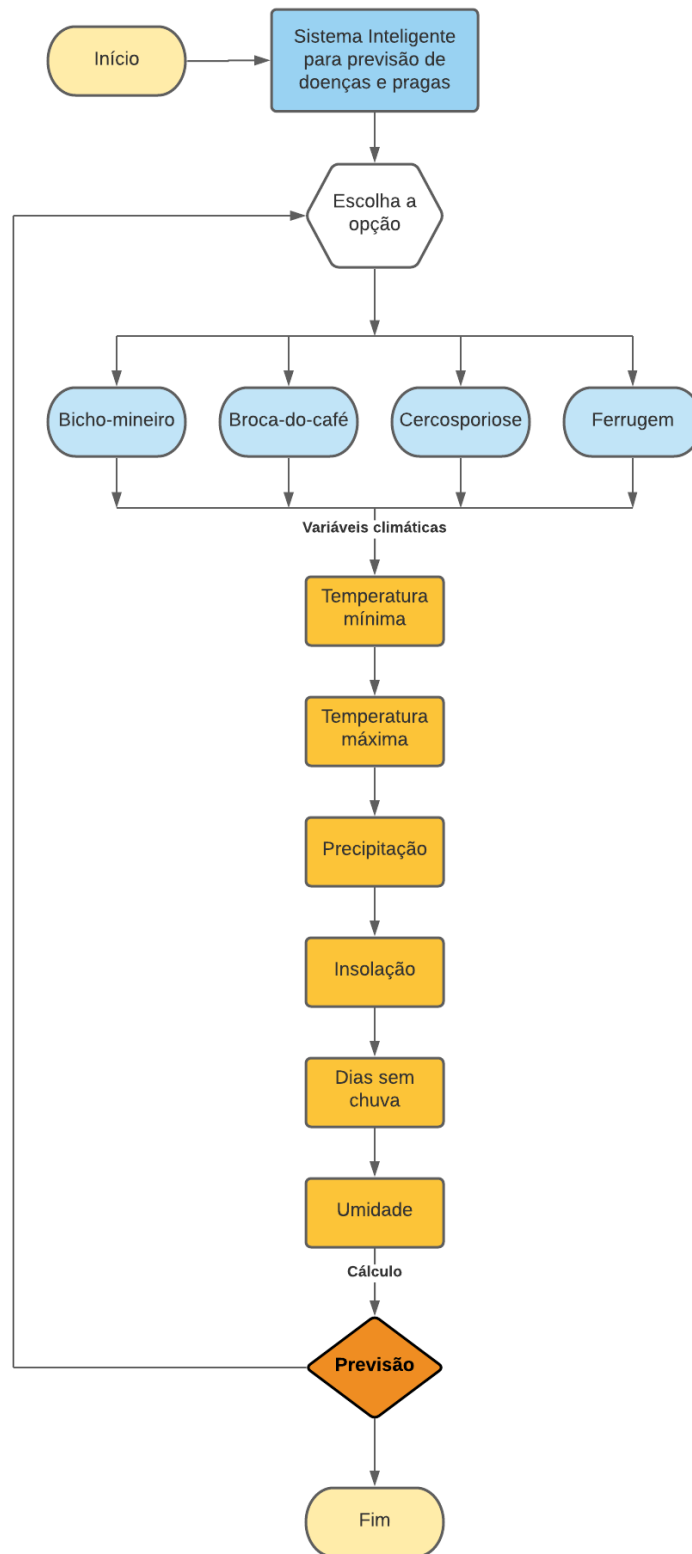 Início
Sistema Inteligente
para previsão de
doenças e pragas
Escolha a
opção
Bicho-mineiro
Broca-do-café
Cercosporiose
Ferrugem
Variáveis climáticas
Temperatura
mínima
Temperatura
máxima
Precipitação
Insolação
Dias sem
chuva
Umidade
Cálculo
Previsão
Fim